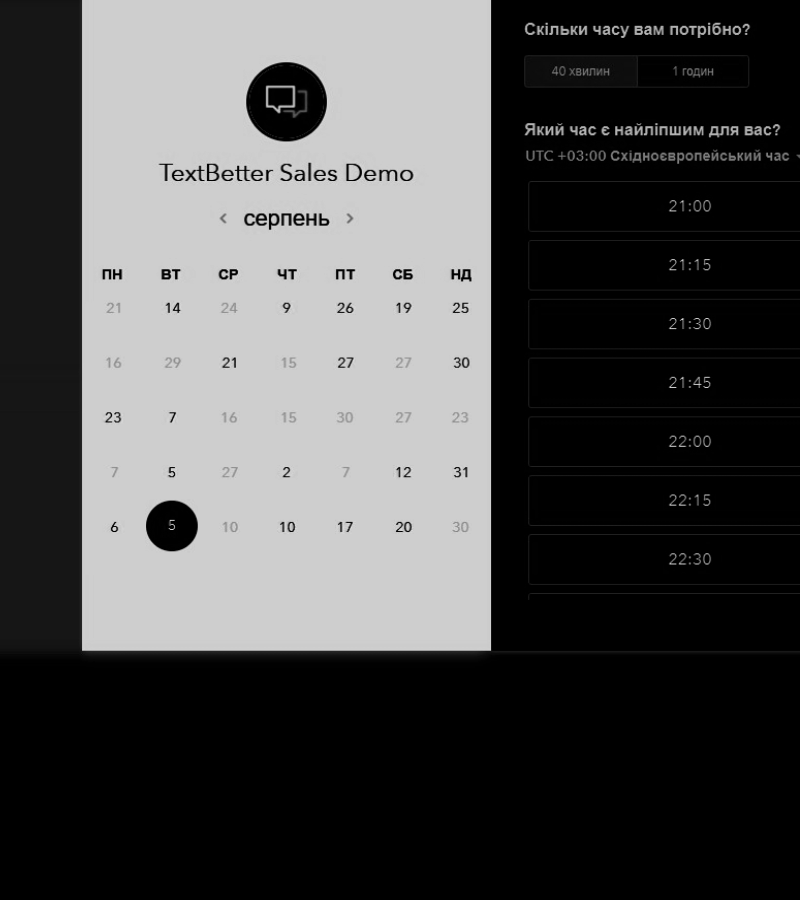 TextBetter Sales Demo
серпень
ПН ВТ СР ЧТ ПТ СБ НД
21 14 24 9 26 19 25
16 29 21 15 27 27 30
23 7 16 15 30 27 23
7 5 27 2 7 12 31
6 5 10 10 17 20 30
Скільки часу вам потрібно?
40 хвилин 1 годин
Який час є найліпшим для вас?
UTC +03:00 Східноєвропейський час
21:00
21:15
21:30
21:45
22:00
22:15
22:30